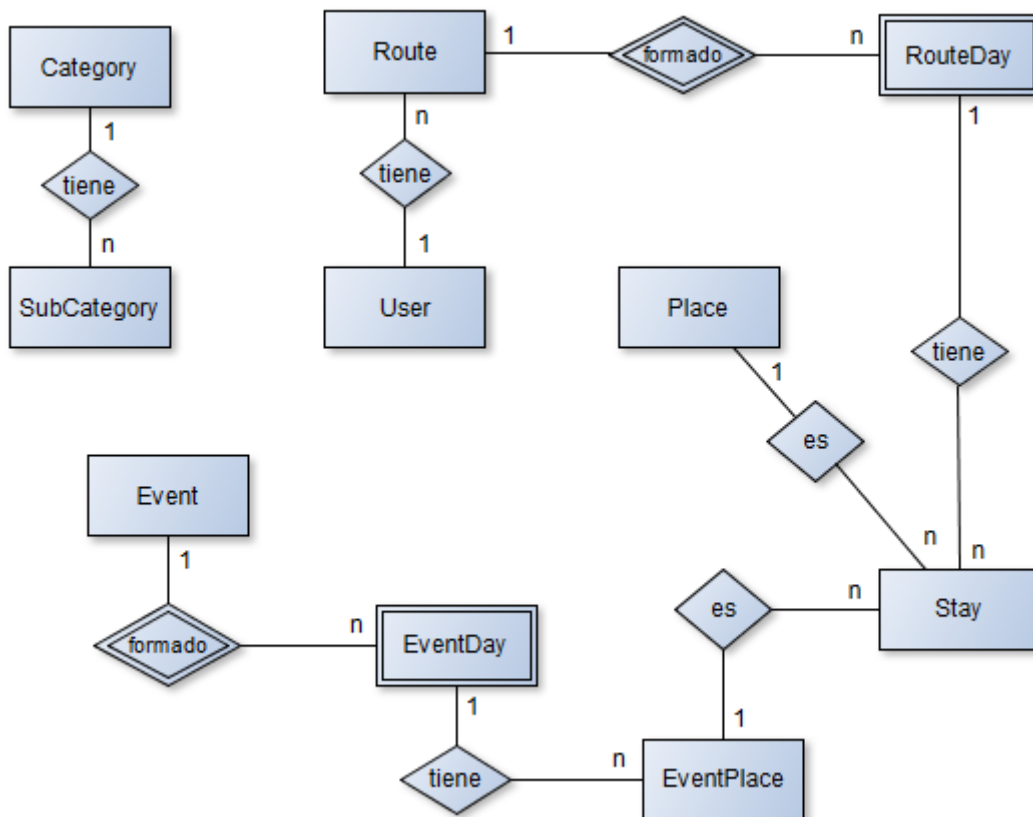 Category
1
tiene
n
SubCategory
Route
1
formado
n
RouteDay
n
tiene
1
User
1
tiene
n
Place
1
es
n
Stay
Event
1
formado
n
EventDay
1
tiene
n
EventPlace
1
es
n